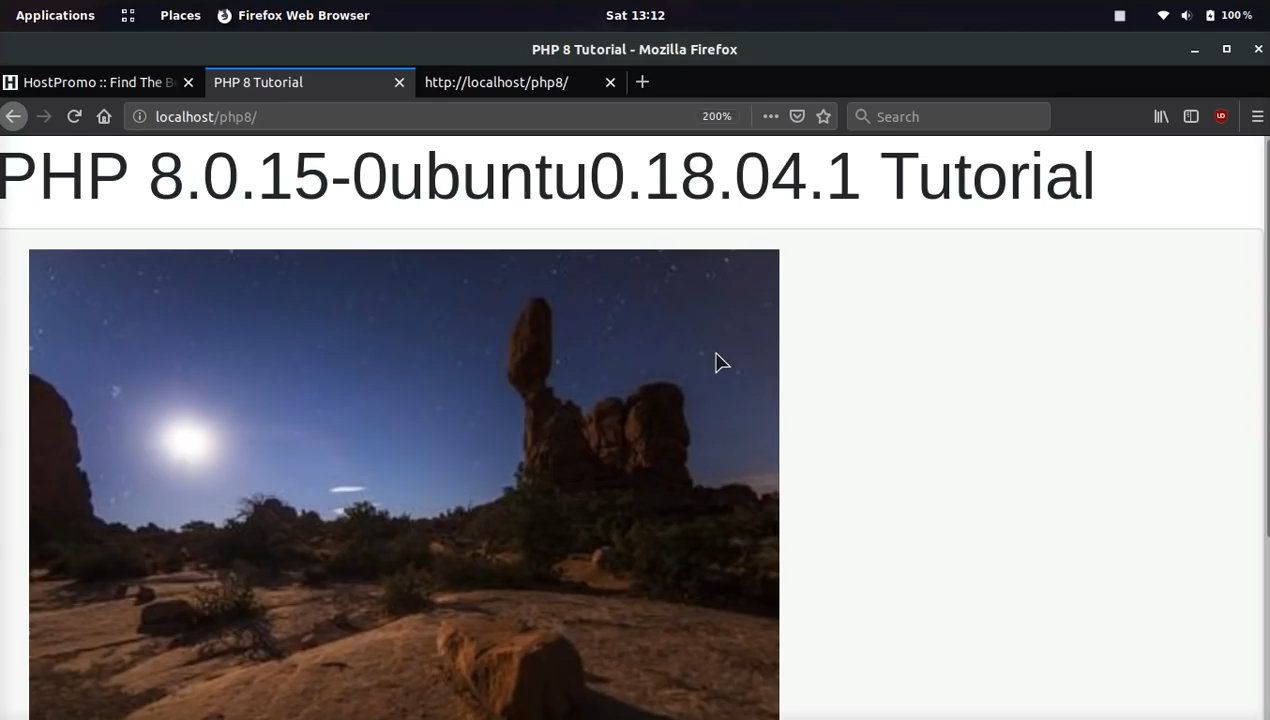 Applications Places Firefox Web Browser Sat 13:12 100 %
PHP 8 Tutorial - Mozilla Firefox
H HostPromo :: Find The Be PHP 8 Tutorial http://localhost/php8/
localhost/php8/ 200% Search
PHP 8.0.15-0ubuntu0.18.04.1 Tutorial